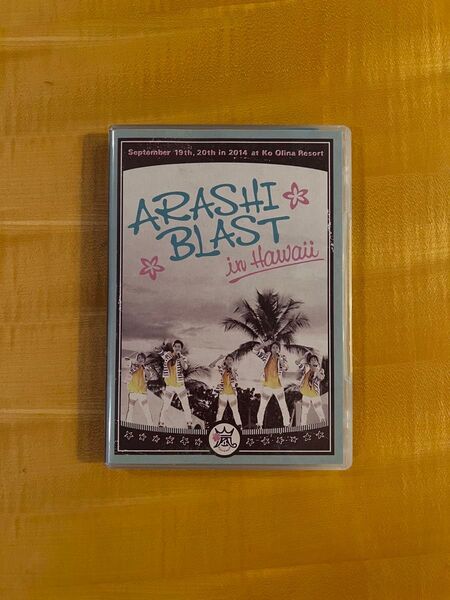 September 19th, 20th in 2014 at Ko Olina Resort
ARASHI
BLAST
in Hawaii
嵐